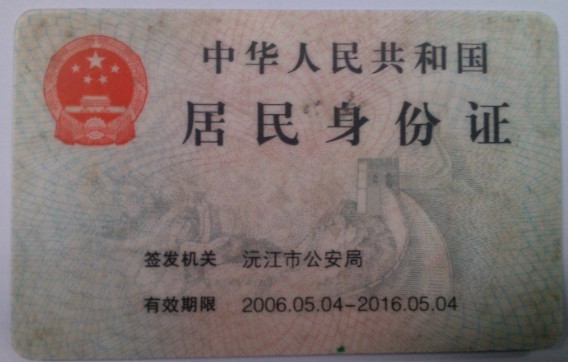 中华人民共和国
居民身份证
签发机关 沅江市公安局
有效期限 2006.05.04-2016.05.04